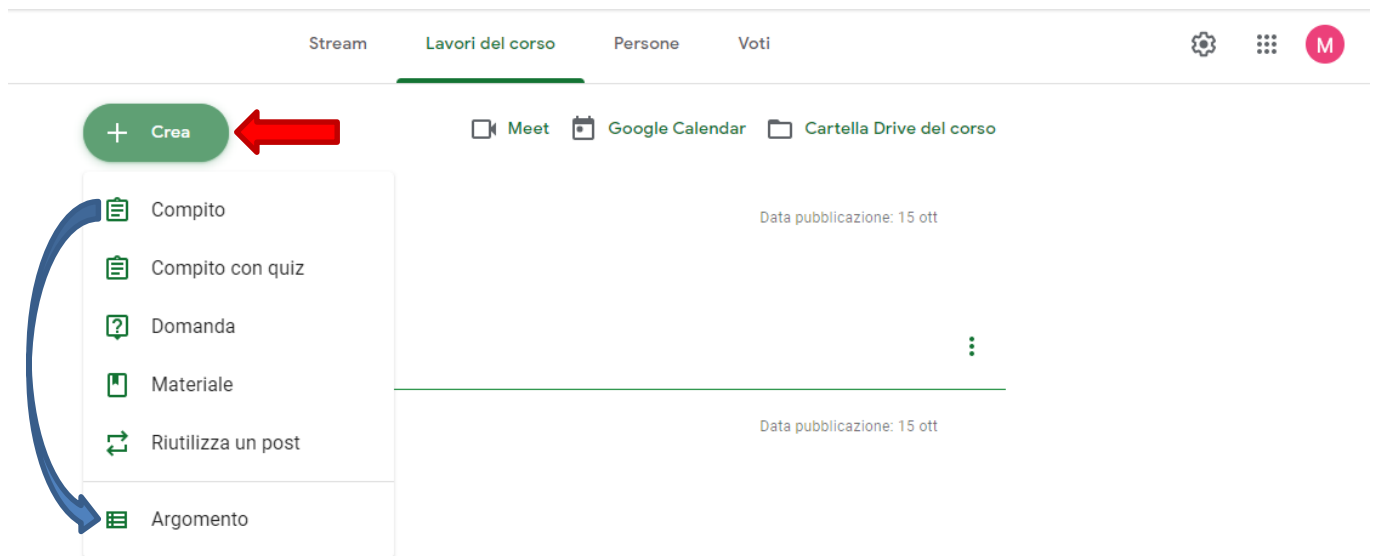 Stream Lavori del corso Persone Voti M
+ Crea Meet Google Calendar Cartella Drive del corso
Compito Data pubblicazione: 15 ott
Compito con quiz
Domanda
Materiale
Data pubblicazione: 15 ott
Riutilizza un post
Argomento